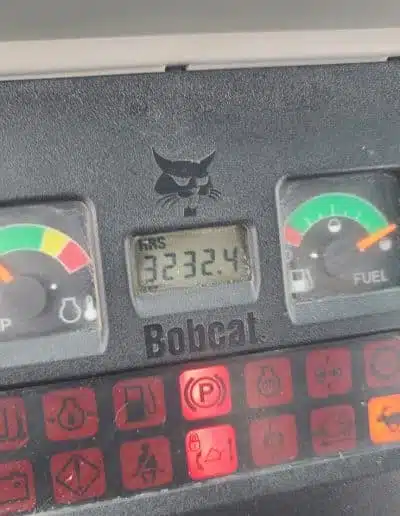 HRS
3232.4
P
FUEL
Bobcat
P